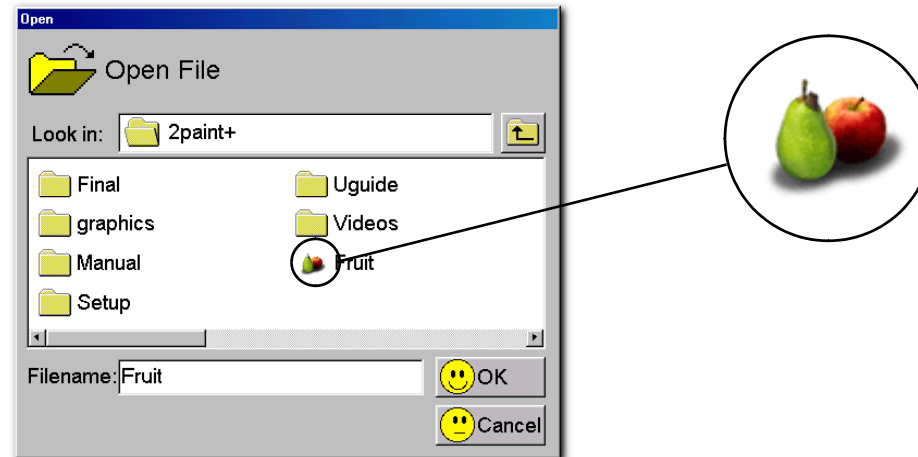 Open
Open File
Look in: 2paint+
Final Uguide
graphics Videos
Manual Fruit
Setup
Filename: Fruit OK
Cancel